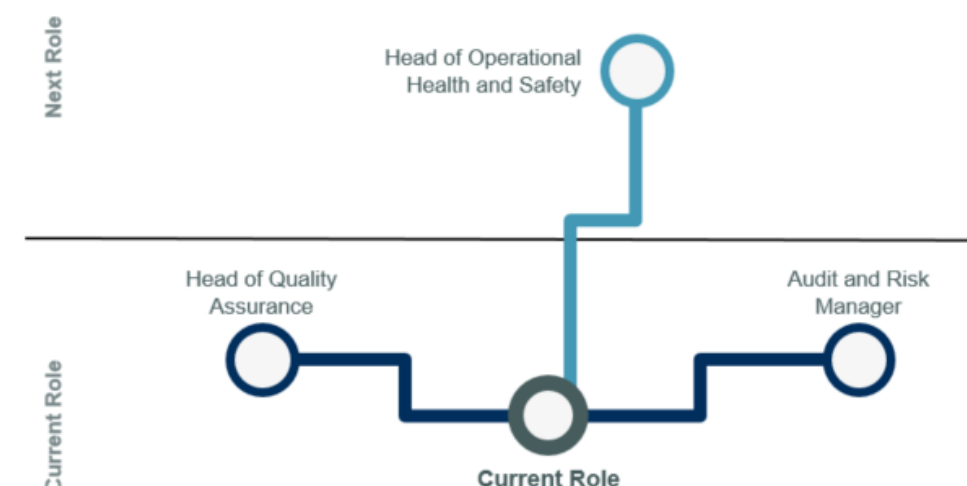 Next Role
Head of Operational
Health and Safety
Head of Quality
Assurance
Audit and Risk
Manager
Current Role
Current Role